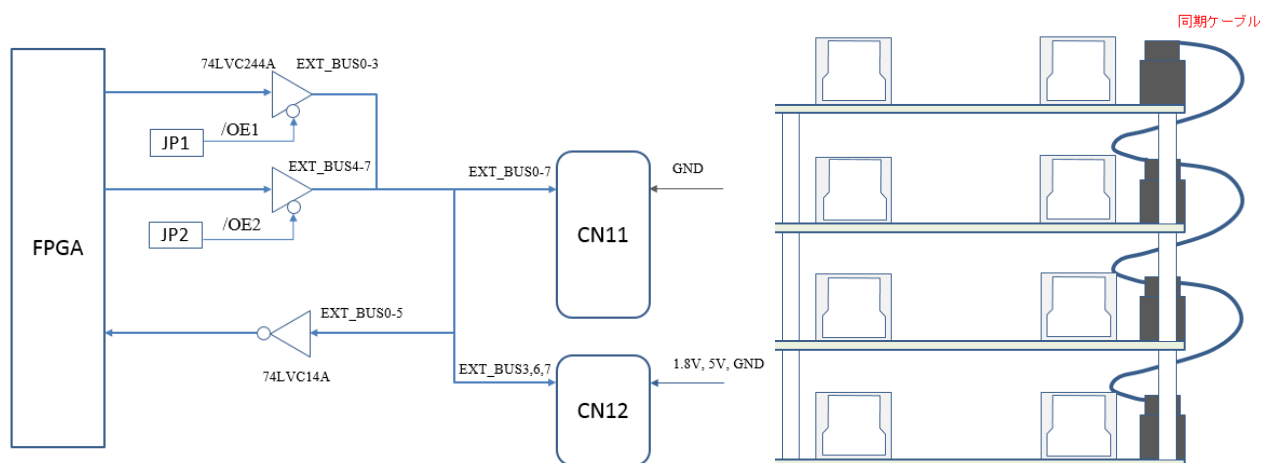 同期ケーブル
74LVC244A
EXT_BUS0-3
JP1
/OE1
EXT_BUS4-7
JP2
/OE2
FPGA
EXT_BUS0-7
GND
CN11
EXT_BUS0-5
74LVC14A
EXT_BUS3,6,7
1.8V, 5V, GND
CN12